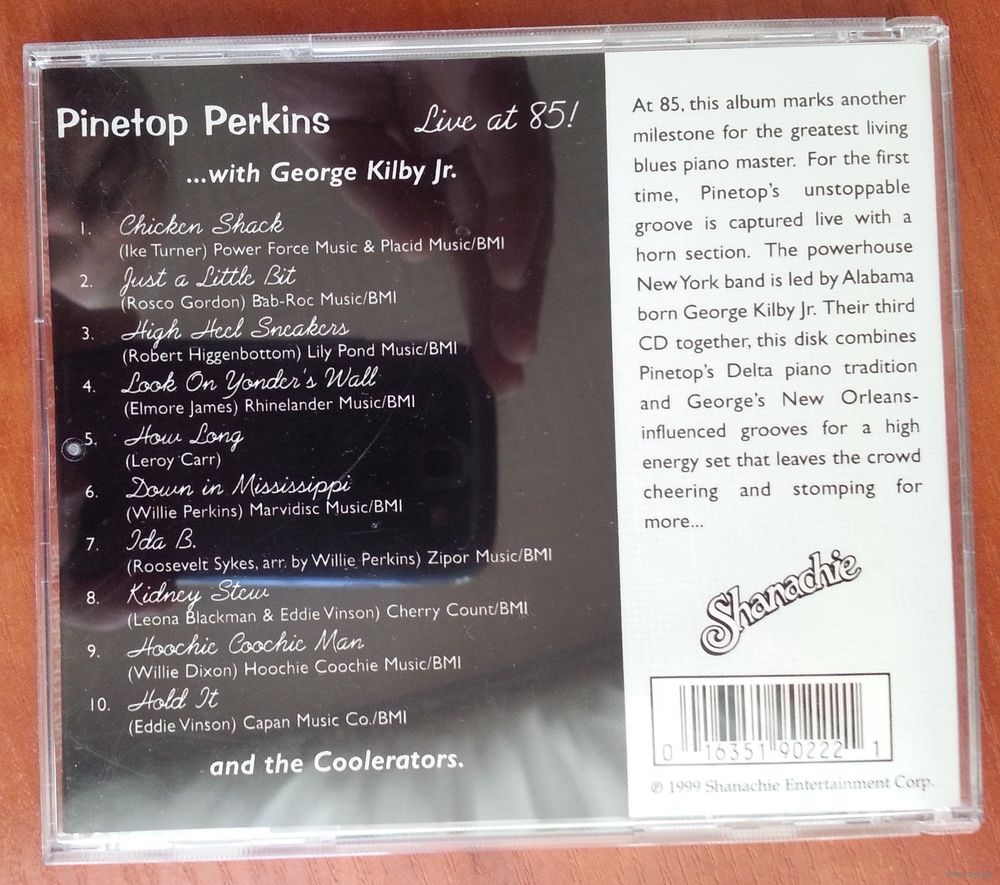 Pinetop Perkins Live at 85!
...with George Kilby Jr.
1. Chicken Shack
(Ike Turner) Power Force Music & Placid Music/BMI
2. Just a Little Bit
(Rosco Gordon) Bab-Roc Music/BMI
3. High Heel Sneakers
(Robert Higgenbottom) Lily Pond Music/BMI
4. Look On Yonder's Wall
(Elmore James) Rhinelander Music/BMI
5. How Long
(Leroy Carr)
6. Down in Mississippi
(Willie Perkins) Marvidisc Music/BMI
7. Ida B.
(Roosevelt Sykes, arr. by Willie Perkins) Zipor Music/BMI
8. Kidney Stew
(Leona Blackman & Eddie Vinson) Cherry Count/BMI
9. Hoochie Coochie Man
(Willie Dixon) Hoochie Coochie Music/BMI
10. Hold It
(Eddie Vinson) Capan Music Co./BMI
and the Coolerators.
At 85, this album marks another
milestone for the greatest living
blues piano master. For the first
time, Pinetop's unstoppable
groove is captured live with a
horn section. The powerhouse
New York band is led by Alabama
born George Kilby Jr. Their third
CD together, this disk combines
Pinetop's Delta piano tradition
and George's New Orleans-
influenced grooves for a high
energy set that leaves the crowd
cheering and stomping for
more...
Shanachie
0 16351 90222 1
℗ 1999 Shanachie Entertainment Corp.